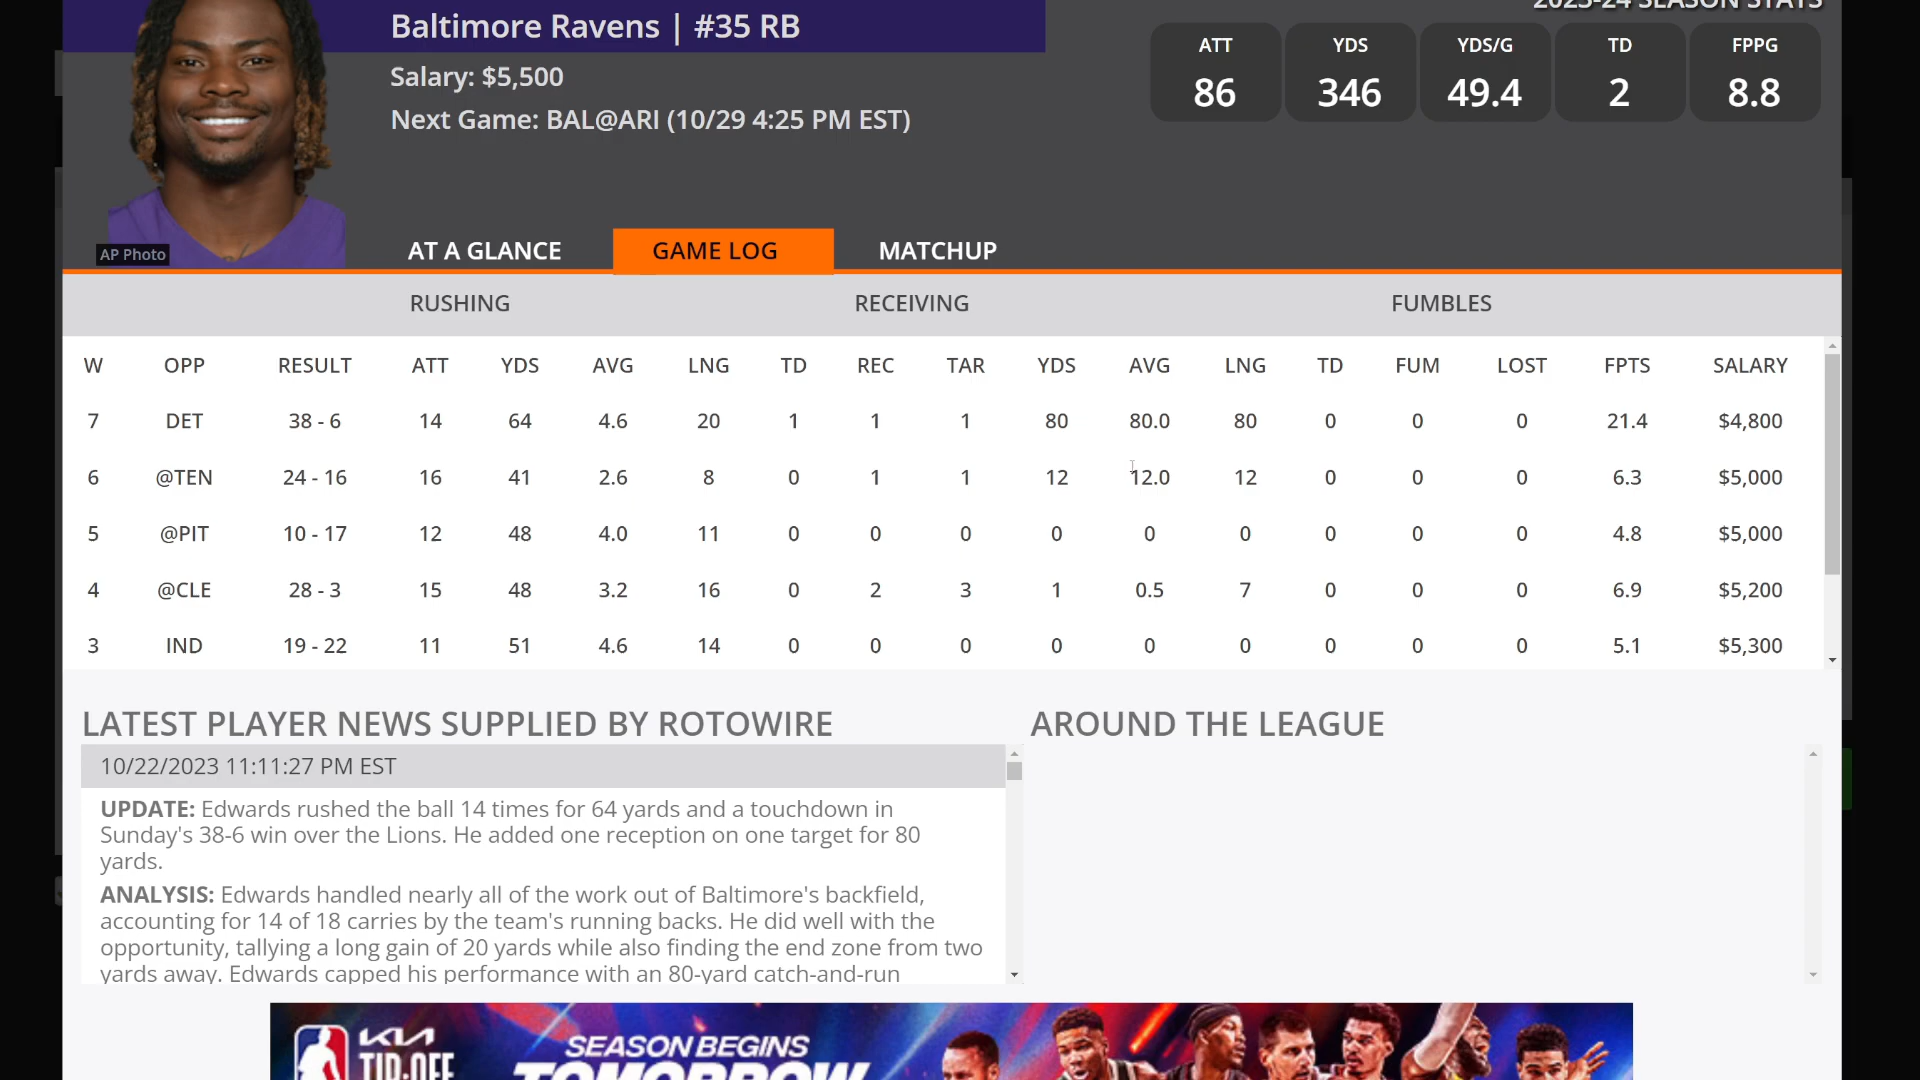 2023-24 SEASON STATS
Baltimore Ravens | #35 RB
Salary: $5,500
Next Game: BAL@ARI (10/29 4:25 PM EST)
ATT YDS YDS/G TD FPPG
86 346 49.4 2 8.8
AP Photo
AT A GLANCE GAME LOG MATCHUP
RUSHING RECEIVING FUMBLES
W OPP RESULT ATT YDS AVG LNG TD REC TAR YDS AVG LNG TD FUM LOST FPTS SALARY
7 DET 38 - 6 14 64 4.6 20 1 1 1 80 80.0 80 0 0 0 21.4 $4,800
6 @TEN 24 - 16 16 41 2.6 8 0 1 1 12 12.0 12 0 0 0 6.3 $5,000
5 @PIT 10 - 17 12 48 4.0 11 0 0 0 0 0 0 0 0 0 4.8 $5,000
4 @CLE 28 - 3 15 48 3.2 16 0 2 3 1 0.5 7 0 0 0 6.9 $5,200
3 IND 19 - 22 11 51 4.6 14 0 0 0 0 0 0 0 0 0 5.1 $5,300
LATEST PLAYER NEWS SUPPLIED BY ROTOWIRE
10/22/2023 11:11:27 PM EST
UPDATE: Edwards rushed the ball 14 times for 64 yards and a touchdown in
Sunday's 38-6 win over the Lions. He added one reception on one target for 80
yards.
ANALYSIS: Edwards handled nearly all of the work out of Baltimore's backfield,
accounting for 14 of 18 carries by the team's running backs. He did well with the
opportunity, tallying a long gain of 20 yards while also finding the end zone from two
yards away. Edwards capped his performance with an 80-yard catch-and-run
AROUND THE LEAGUE
KIA
TIP-OFF
SEASON BEGINS
TOMORROW